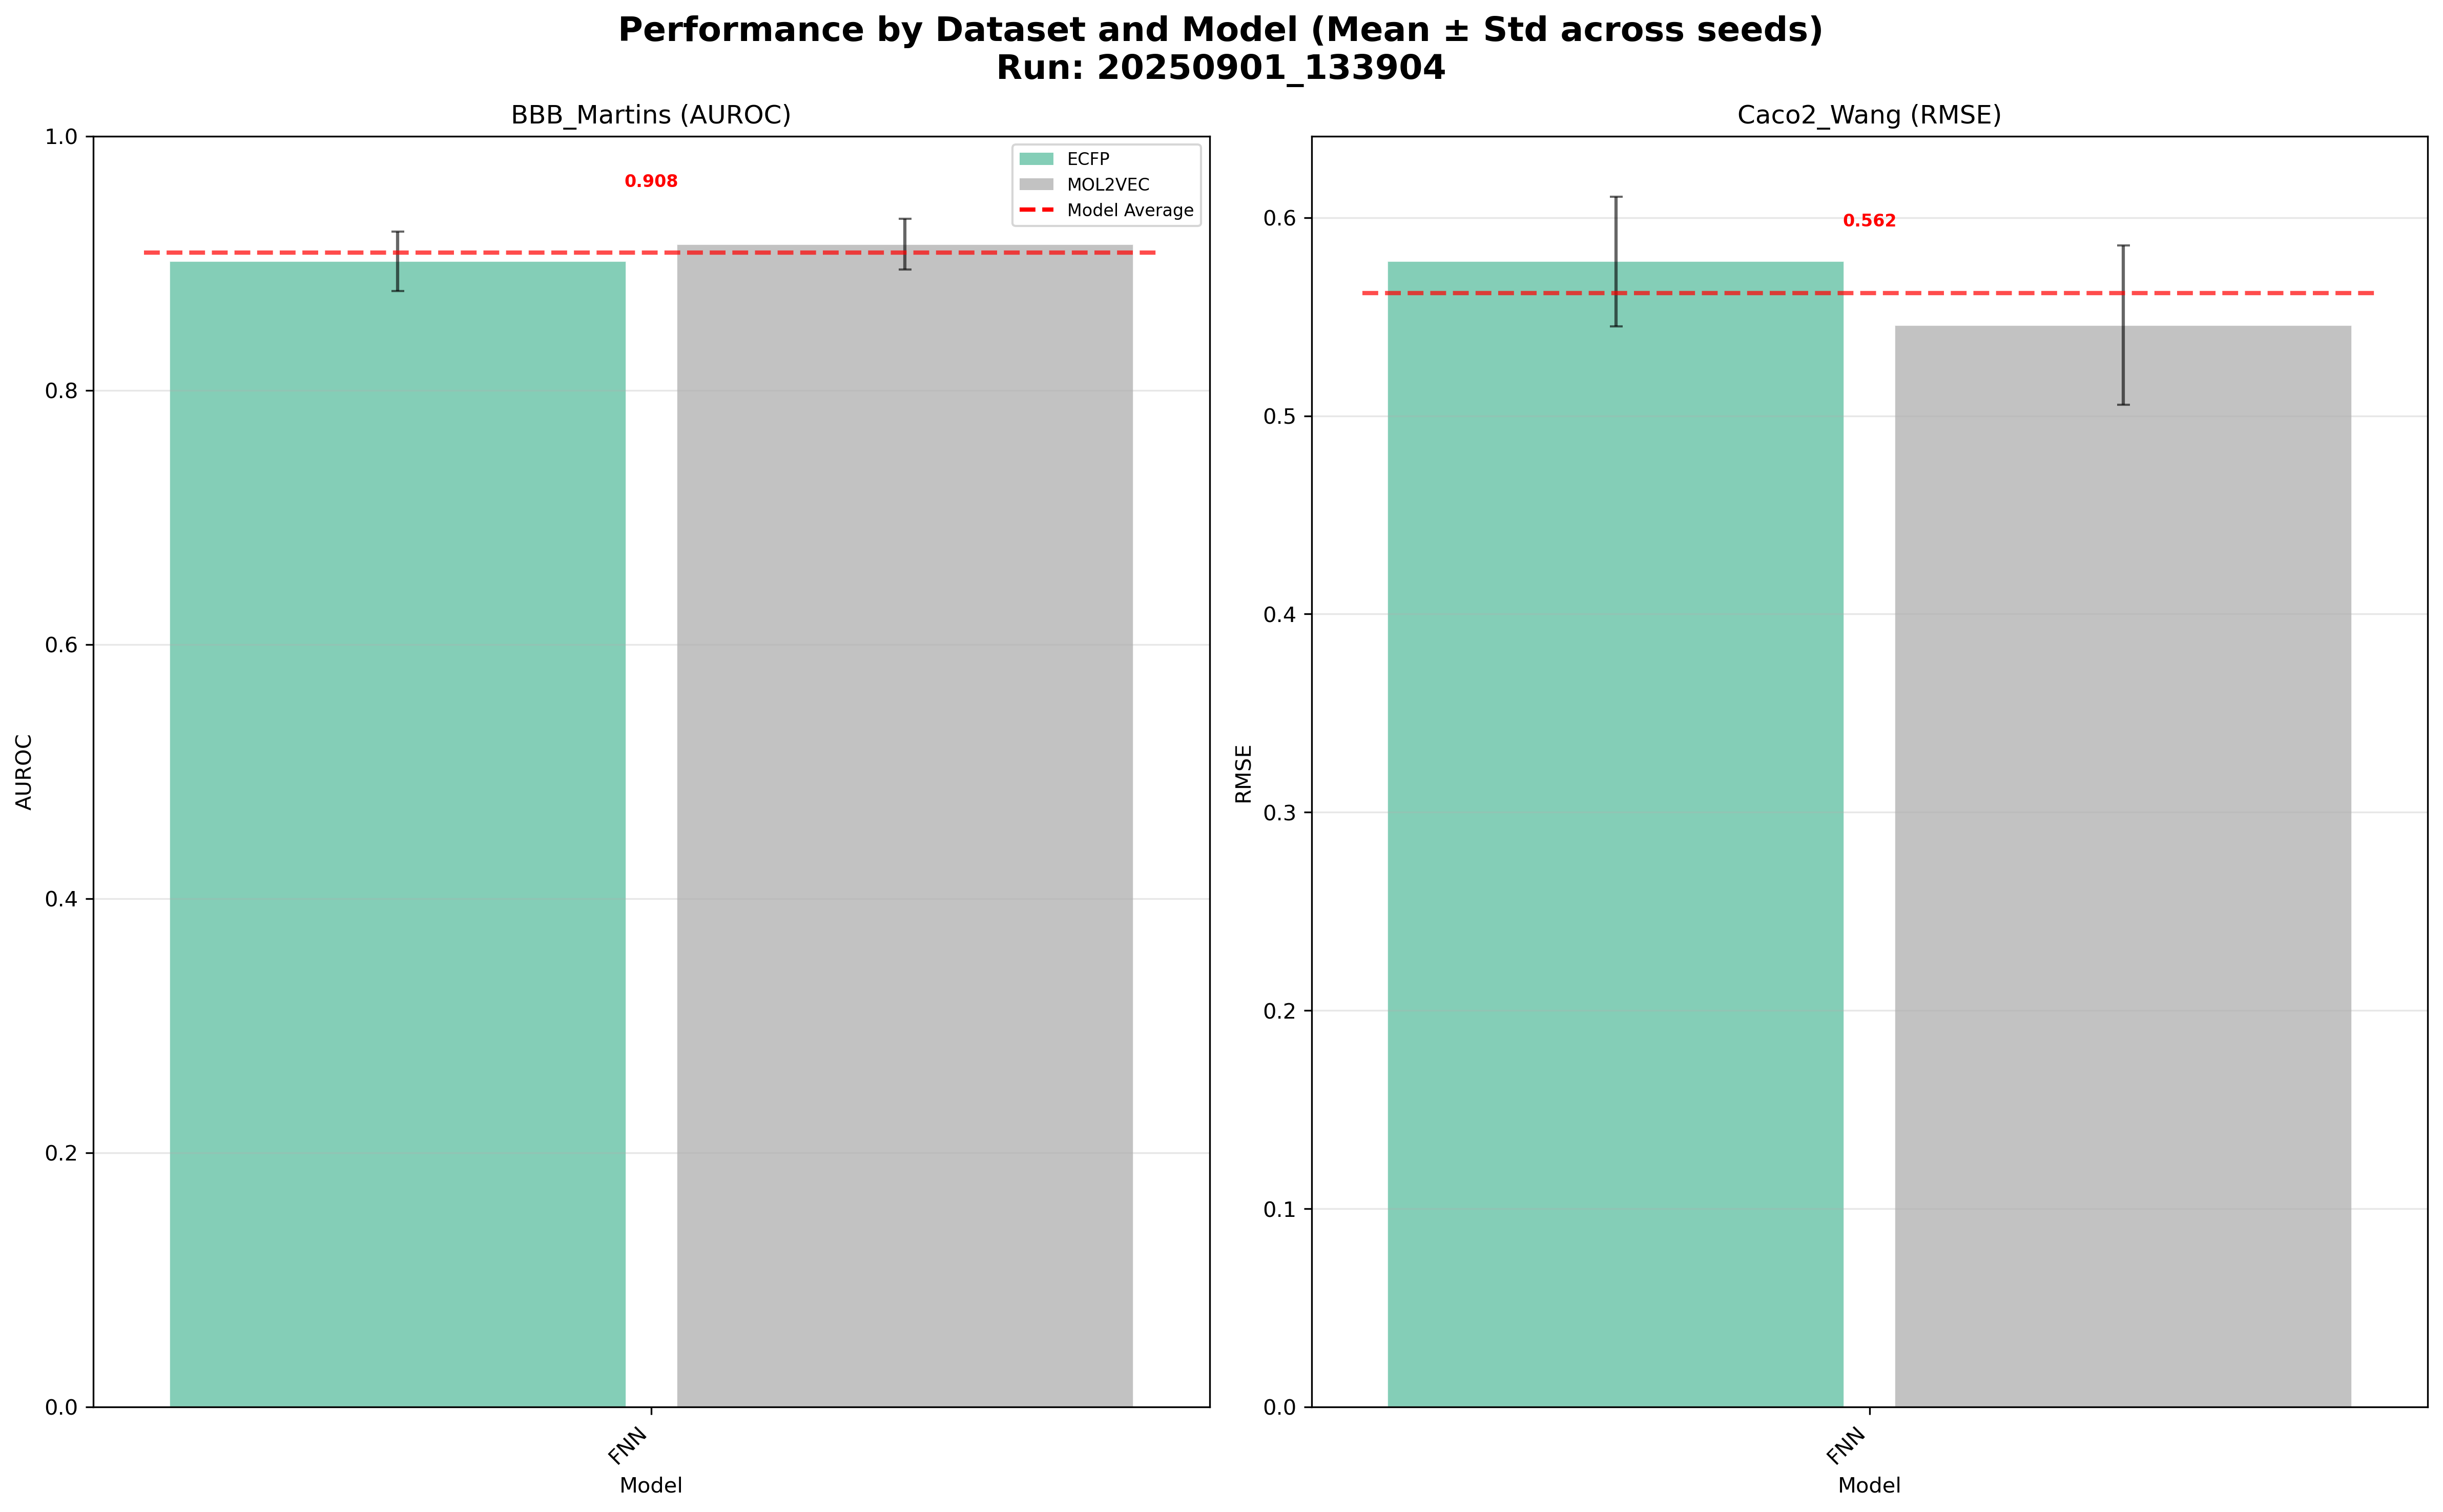 Performance by Dataset and Model (Mean ± Std across seeds)
Run: 20250901_133904
BBB_Martins (AUROC)
1.0
0.8
0.6
0.4
0.2
0.0
AUROC
0.908
ECFP
MOL2VEC
Model Average
FNN
Model
Caco2_Wang (RMSE)
0.6
0.5
0.4
0.3
0.2
0.1
0.0
RMSE
0.562
FNN
Model